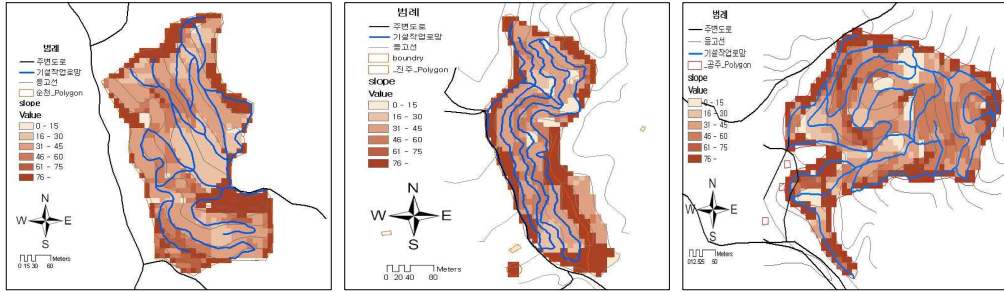 범례
주변도로
기설작업로망
등고선
순천_Polygon
slope
Value
0 - 15
16 - 30
31 - 45
46 - 60
61 - 75
76 -
N
W E
S
Meters
0 15 30 60
범례
주변도로
기설작업로망
등고선
boundry
_진주_Polygon
slope
Value
0 - 15
16 - 30
31 - 45
46 - 60
61 - 75
76 -
N
W E
S
Meters
0 20 40 80
범례
주변도로
등고선
기설작업로망
_공주_Polygon
slope
Value
0 - 15
16 - 30
31 - 45
46 - 60
61 - 75
76 -
N
W E
S
Meters